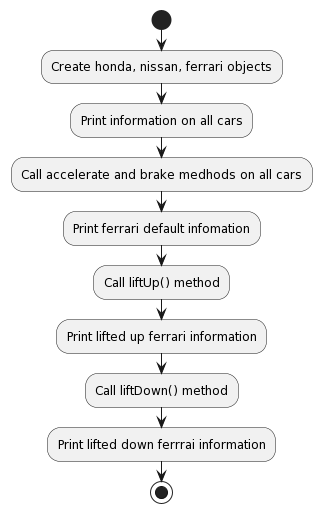 Create honda, nissan, ferrari objects
Print information on all cars
Call accelerate and brake medhods on all cars
Print ferrari default infomation
Call liftUp() method
Print lifted up ferrari information
Call liftDown() method
Print lifted down ferrrai information